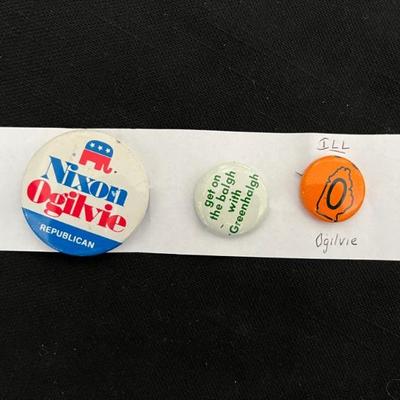 Nixon
Ogilvie
REPUBLICAN
get on
the balgh
with
Greenhalgh
ILL
O
Ogilvie